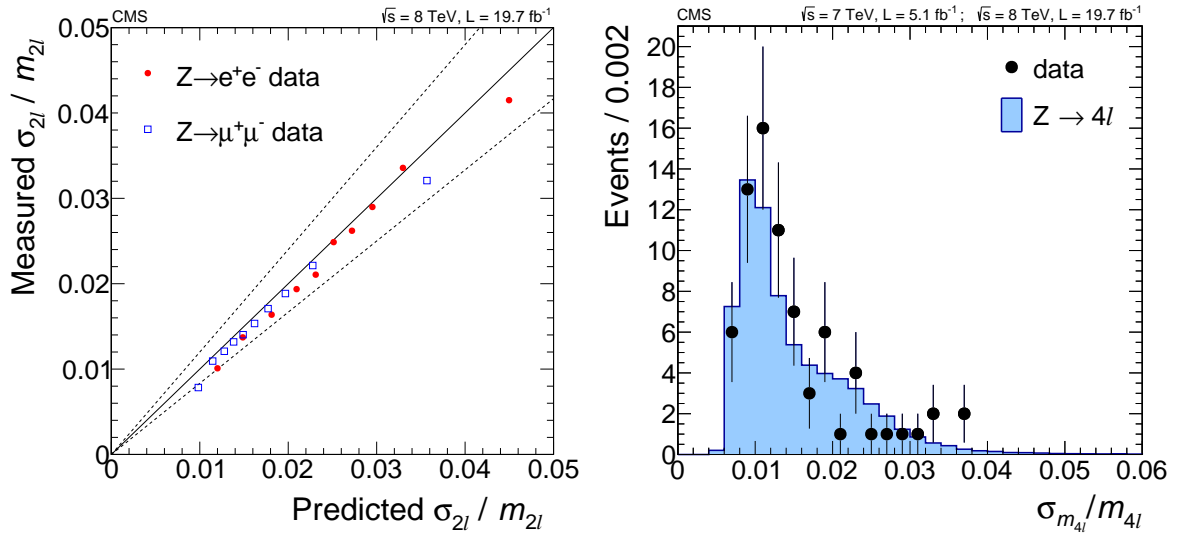 CMS
√s = 8 TeV, L = 19.7 fb⁻¹
Measured σ₂ₗ / m₂ₗ
0.05
0.04
0.03
0.02
0.01
0
Z→e⁺e⁻ data
Z→μ⁺μ⁻ data
0 0.01 0.02 0.03 0.04 0.05
Predicted σ₂ₗ / m₂ₗ
CMS
√s = 7 TeV, L = 5.1 fb⁻¹ ; √s = 8 TeV, L = 19.7 fb⁻¹
Events / 0.002
20
18
16
14
12
10
8
6
4
2
0
data
Z → 4l
0 0.01 0.02 0.03 0.04 0.05 0.06
σ_{m₄ₗ}/m₄ₗ